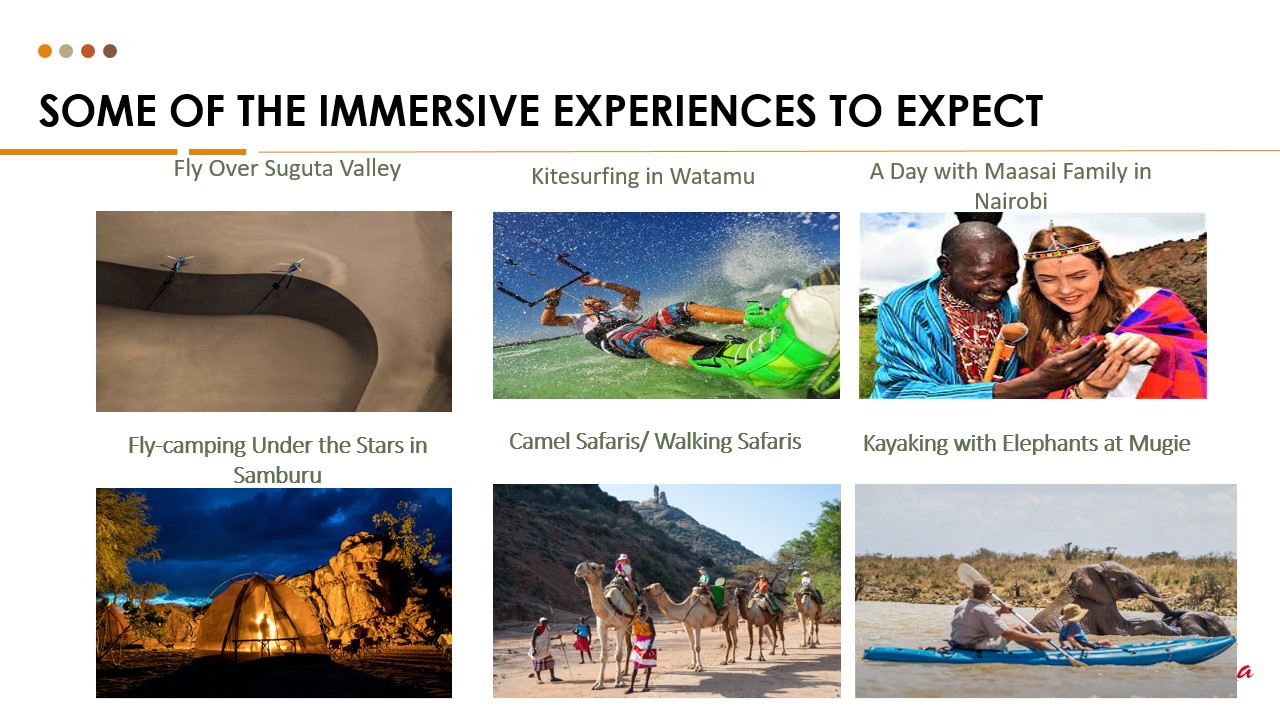 SOME OF THE IMMERSIVE EXPERIENCES TO EXPECT
Fly Over Suguta Valley
Kitesurfing in Watamu
A Day with Maasai Family in
Nairobi
Fly-camping Under the Stars in
Samburu
Camel Safaris/ Walking Safaris
Kayaking with Elephants at Mugie
a